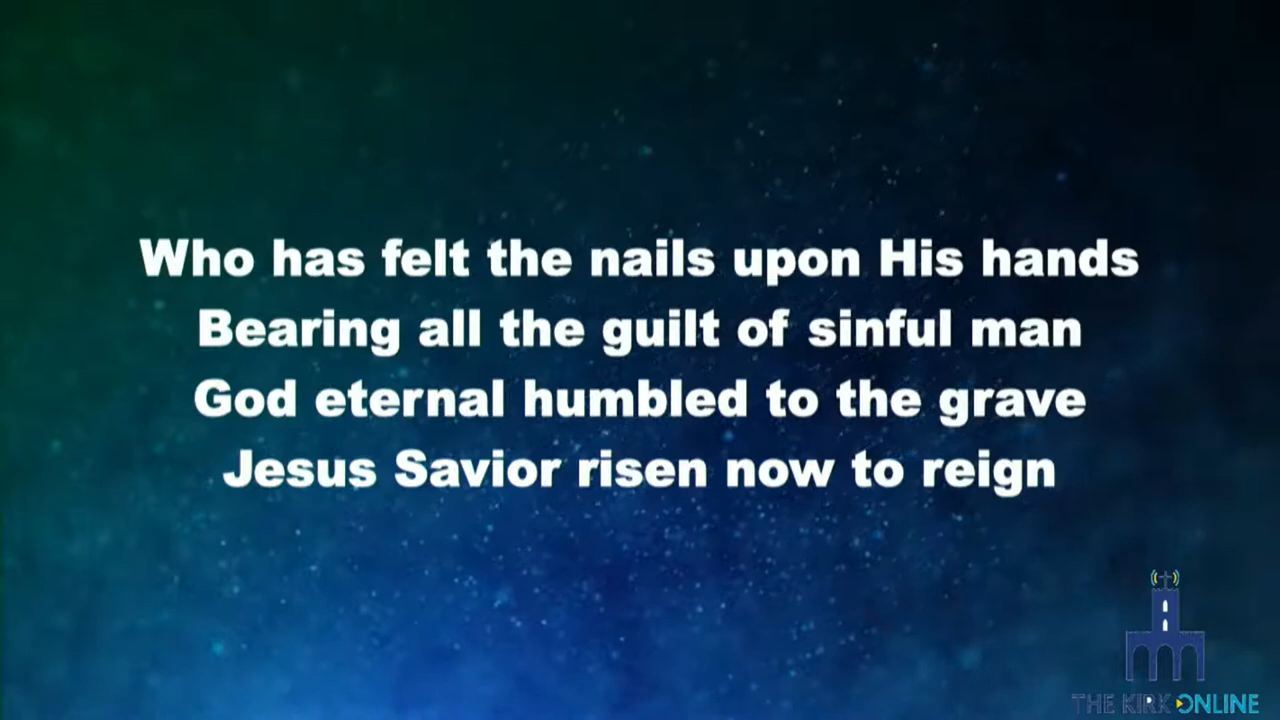 Who has felt the nails upon His hands
Bearing all the guilt of sinful man
God eternal humbled to the grave
Jesus Savior risen now to reign
THE KIRK ONLINE